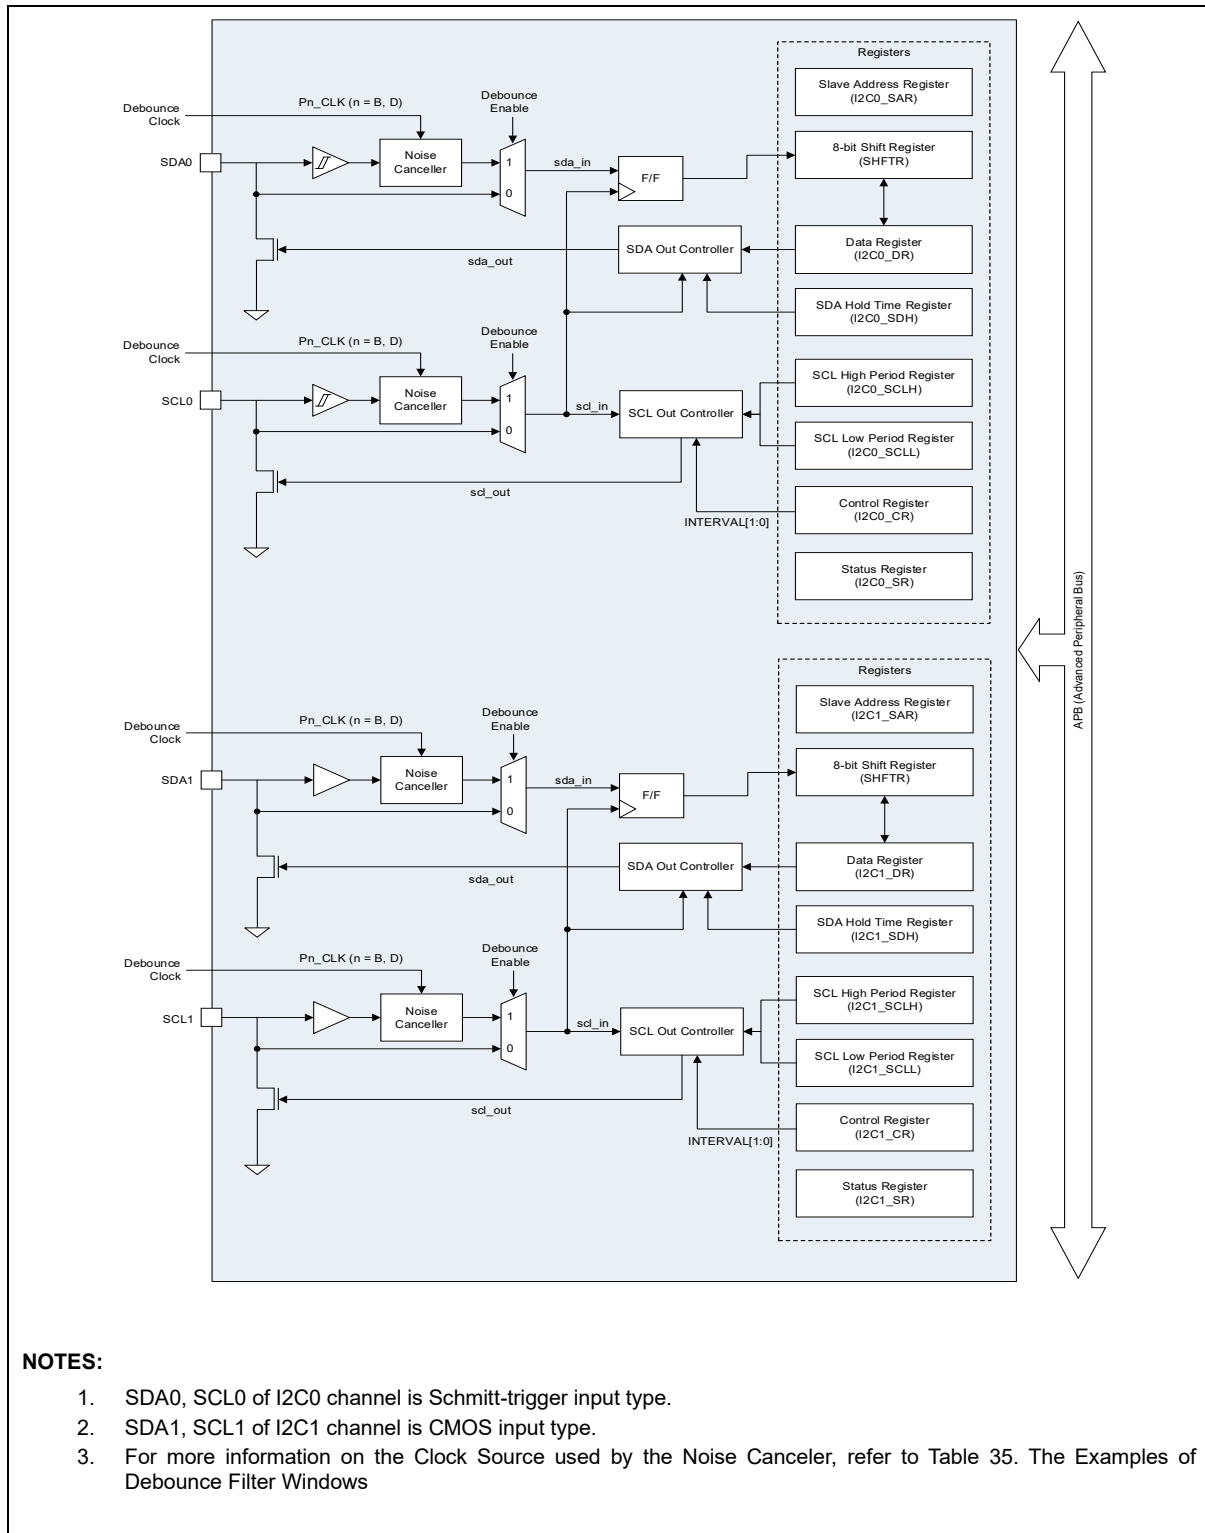 Registers
Slave Address Register
(I2C0_SAR)
Debounce
Clock
Pn_CLK (n = B, D)
Debounce
Enable
SDA0
Noise
Canceller
1
0
sda_in
F/F
8-bit Shift Register
(SHFTR)
sda_out
SDA Out Controller
Data Register
(I2C0_DR)
SDA Hold Time Register
(I2C0_SDH)
Debounce
Clock
Pn_CLK (n = B, D)
Debounce
Enable
SCL0
Noise
Canceller
1
0
scl_in
SCL Out Controller
SCL High Period Register
(I2C0_SCLH)
SCL Low Period Register
(I2C0_SCLL)
scl_out
INTERVAL[1:0]
Control Register
(I2C0_CR)
Status Register
(I2C0_SR)
APB (Advanced Peripheral Bus)
Registers
Slave Address Register
(I2C1_SAR)
Debounce
Clock
Pn_CLK (n = B, D)
Debounce
Enable
SDA1
Noise
Canceller
1
0
sda_in
F/F
8-bit Shift Register
(SHFTR)
sda_out
SDA Out Controller
Data Register
(I2C1_DR)
SDA Hold Time Register
(I2C1_SDH)
Debounce
Clock
Pn_CLK (n = B, D)
Debounce
Enable
SCL1
Noise
Canceller
1
0
scl_in
SCL Out Controller
SCL High Period Register
(I2C1_SCLH)
SCL Low Period Register
(I2C1_SCLL)
scl_out
INTERVAL[1:0]
Control Register
(I2C1_CR)
Status Register
(I2C1_SR)
NOTES:
1. SDA0, SCL0 of I2C0 channel is Schmitt-trigger input type.
2. SDA1, SCL1 of I2C1 channel is CMOS input type.
3. For more information on the Clock Source used by the Noise Canceler, refer to Table 35. The Examples of
Debounce Filter Windows